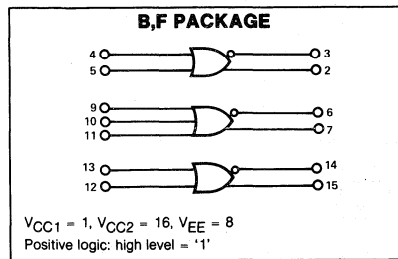 B,F PACKAGE
4 3
5 2
9 6
10 7
11
13 14
12 15
VCC1 = 1, VCC2 = 16, VEE = 8
Positive logic: high level = '1'